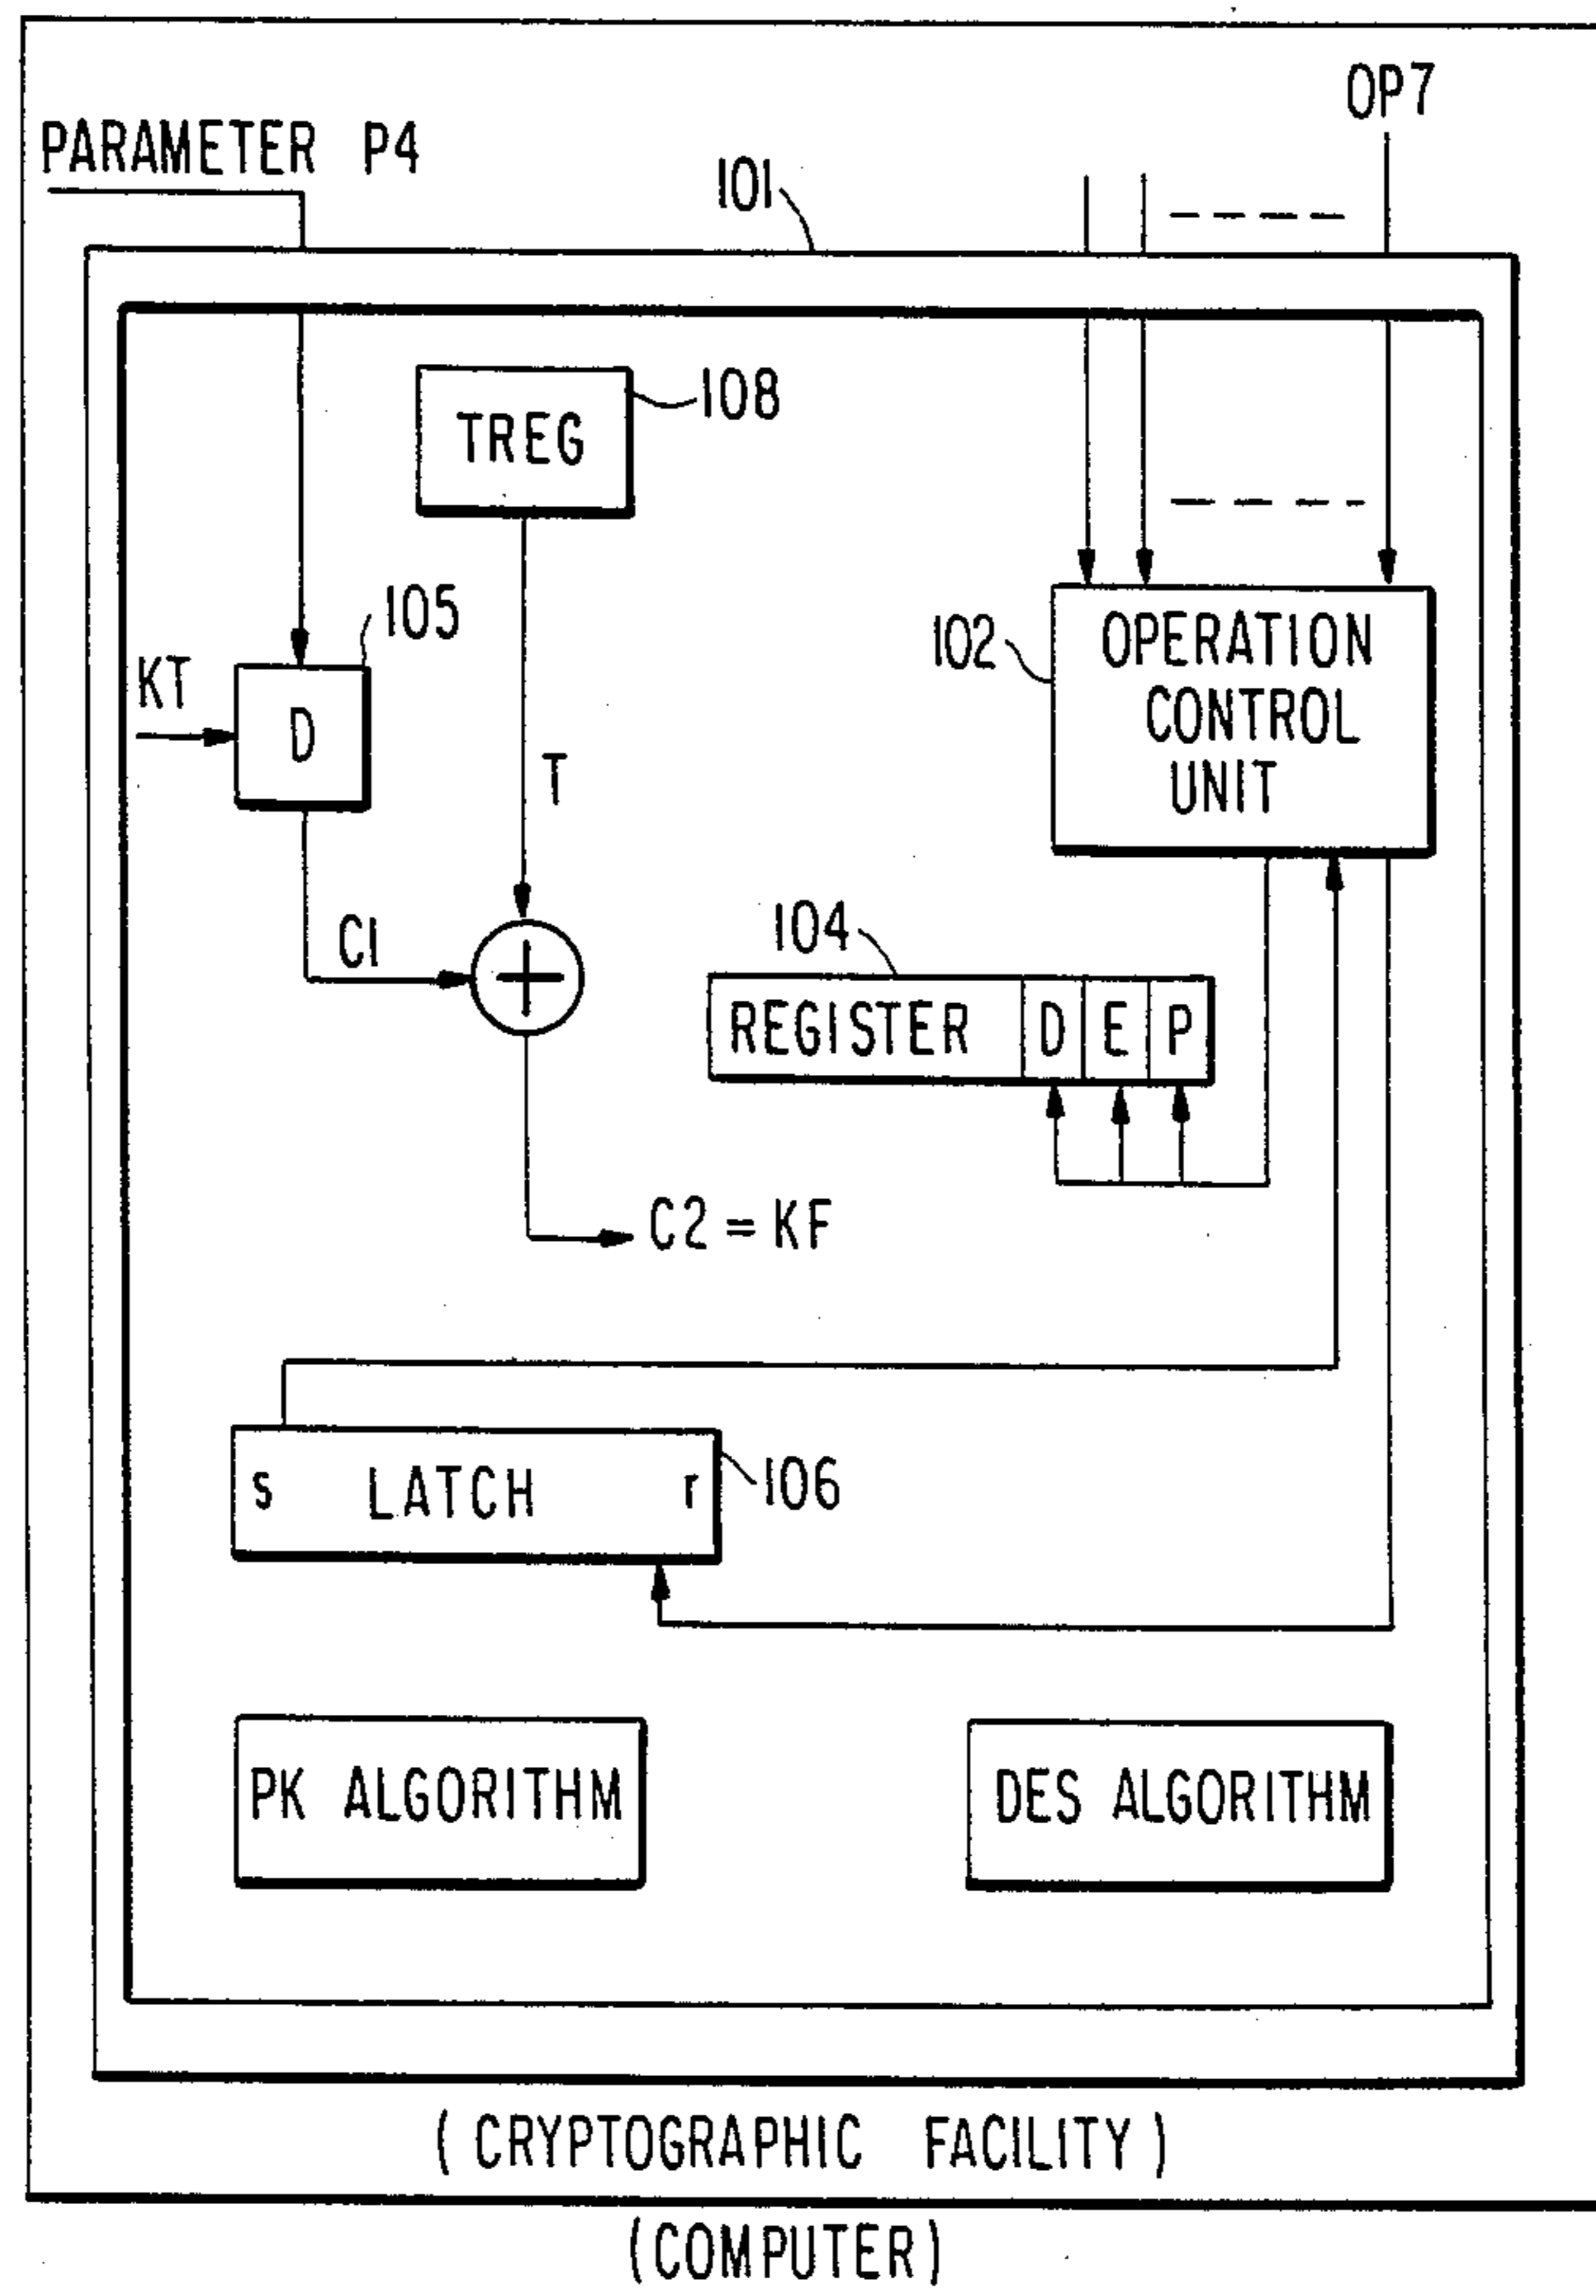 OP7
PARAMETER P4
101
TREG
108
105
KT
D
T
102
OPERATION
CONTROL
UNIT
C1
+
104
REGISTER D E P
C2 = KF
s LATCH r
106
PK ALGORITHM
DES ALGORITHM
( CRYPTOGRAPHIC FACILITY )
(COMPUTER)